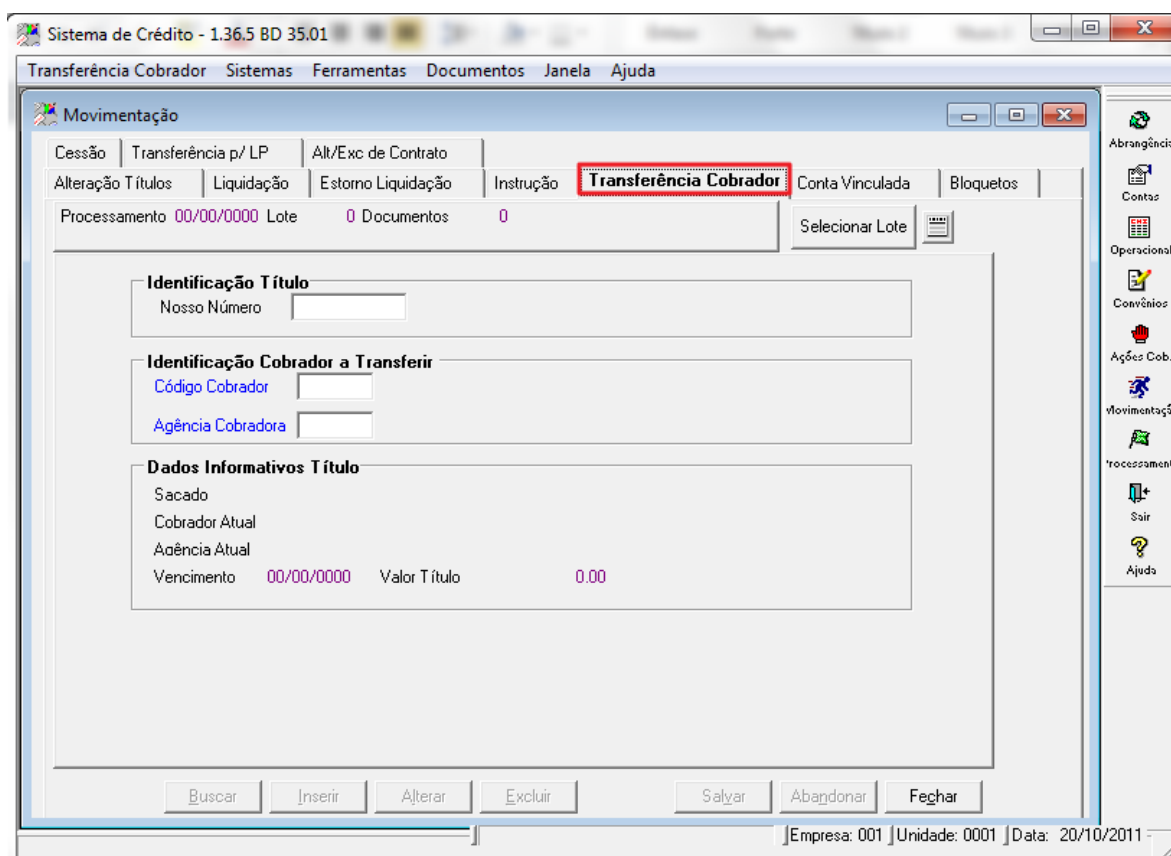 Sistema de Crédito - 1.36.5 BD 35.01
Transferência Cobrador Sistemas Ferramentas Documentos Janela Ajuda
Movimentação
Cessão Transferência p/ LP Alt/Exc de Contrato
Alteração Títulos Liquidação Estorno Liquidação Instrução Transferência Cobrador Conta Vinculada Bloquetos
Processamento 00/00/0000 Lote 0 Documentos 0
Selecionar Lote
Identificação Título
Nosso Número
Identificação Cobrador a Transferir
Código Cobrador
Agência Cobradora
Dados Informativos Título
Sacado
Cobrador Atual
Agência Atual
Vencimento 00/00/0000 Valor Título 0.00
Buscar Inserir Alterar Excluir Salvar Abandonar Fechar
Abrangência
Contas
Operacional
Convênios
Ações Cob.
Movimentaçã
rocessament
Sair
Ajuda
Empresa: 001 Unidade: 0001 Data: 20/10/2011